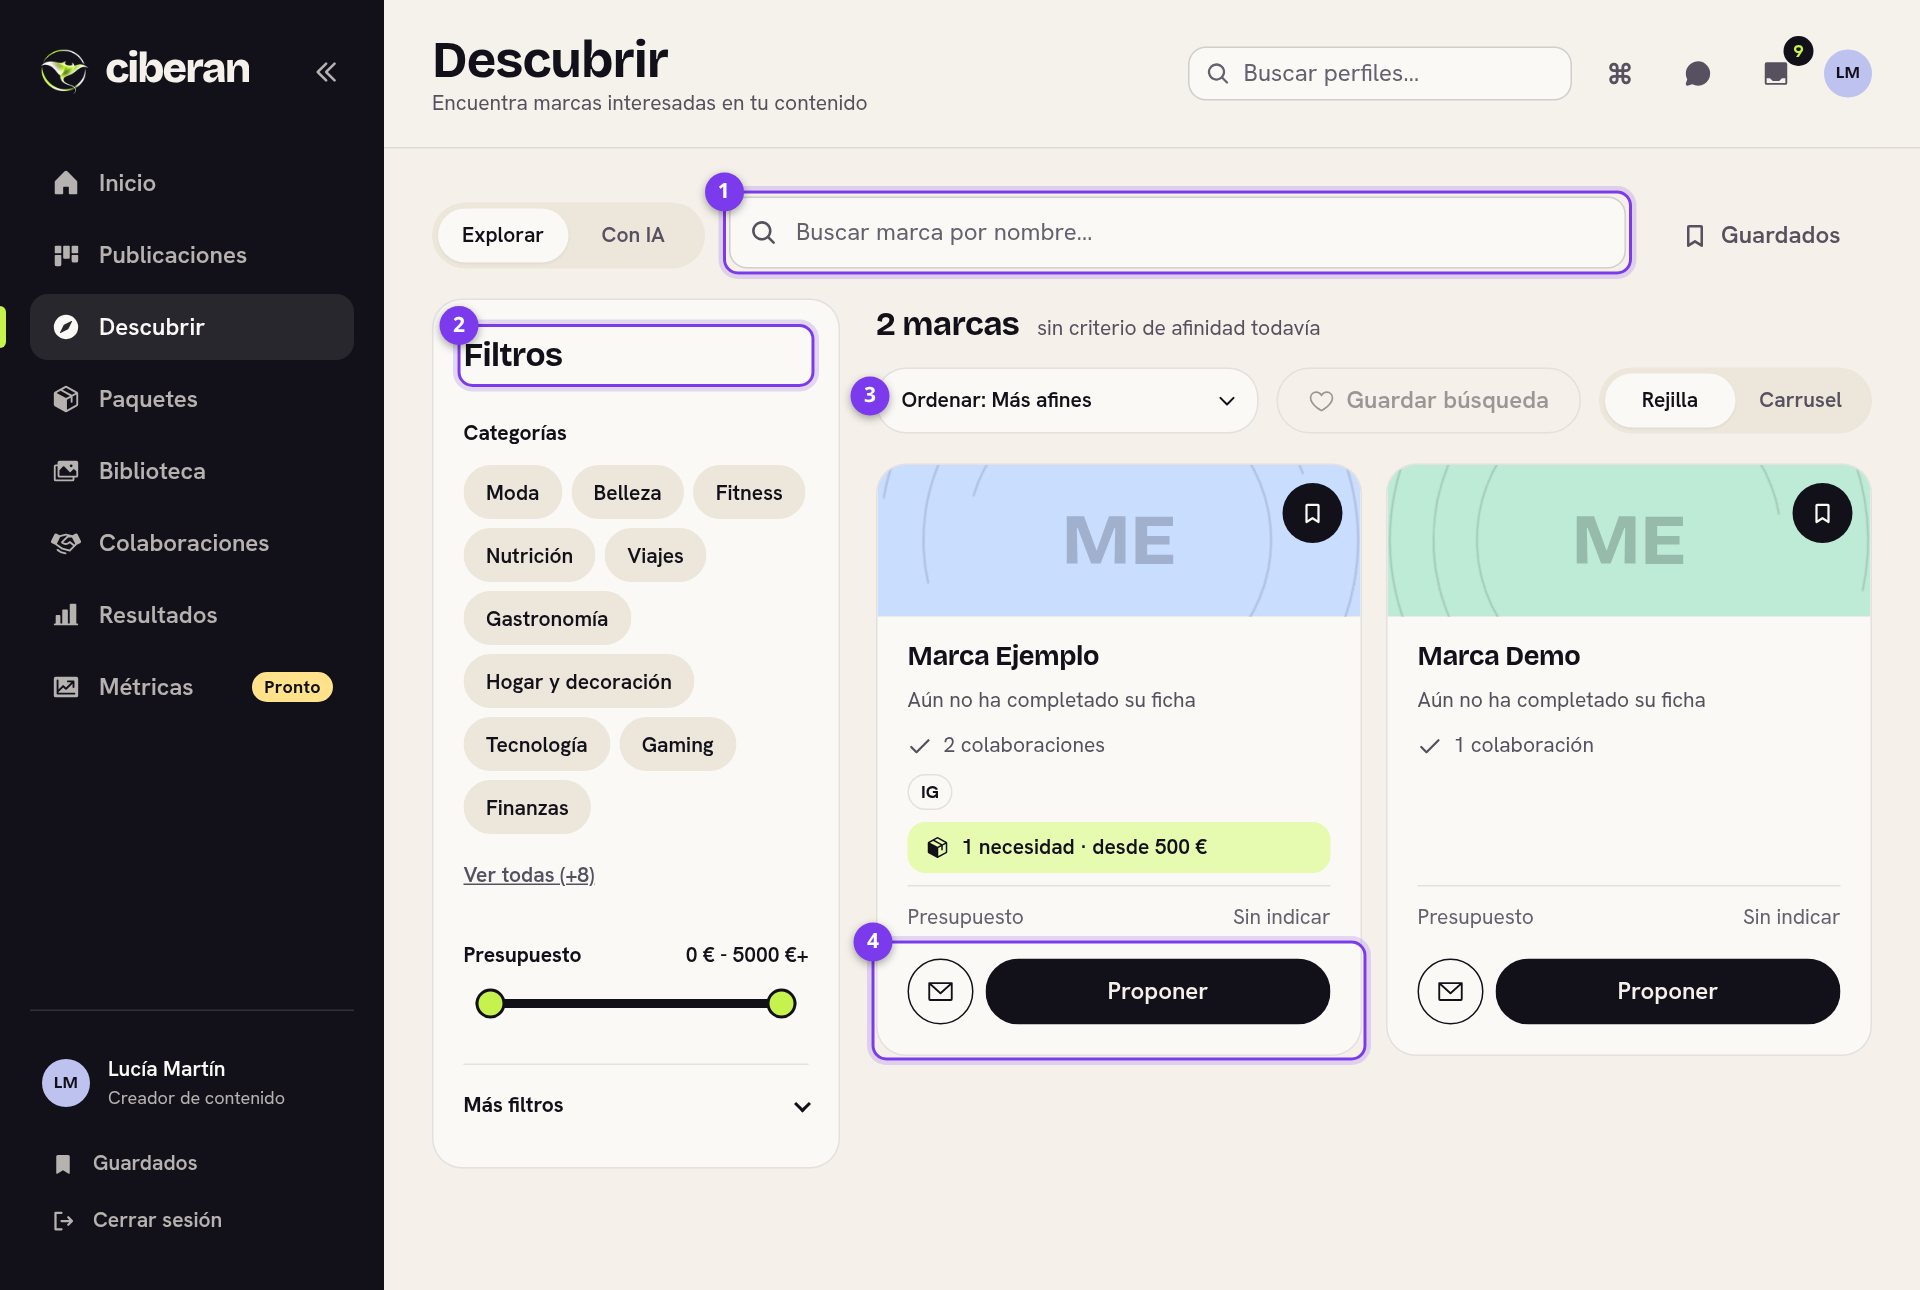 ciberan
Inicio
Publicaciones
Descubrir
Paquetes
Biblioteca
Colaboraciones
Resultados
Métricas Pronto
LM
Lucía Martín
Creador de contenido
Guardados
Cerrar sesión
Descubrir
Encuentra marcas interesadas en tu contenido
Buscar perfiles...
9
LM
Explorar Con IA
1
Buscar marca por nombre...
Guardados
2
Filtros
Categorías
Moda Belleza Fitness
Nutrición Viajes
Gastronomía
Hogar y decoración
Tecnología Gaming
Finanzas
Ver todas (+8)
Presupuesto 0 € - 5000 €+
Más filtros
2 marcas sin criterio de afinidad todavía
3
Ordenar: Más afines
Guardar búsqueda
Rejilla Carrusel
ME
Marca Ejemplo
Aún no ha completado su ficha
2 colaboraciones
IG
1 necesidad · desde 500 €
Presupuesto Sin indicar
4
Proponer
ME
Marca Demo
Aún no ha completado su ficha
1 colaboración
Presupuesto Sin indicar
Proponer